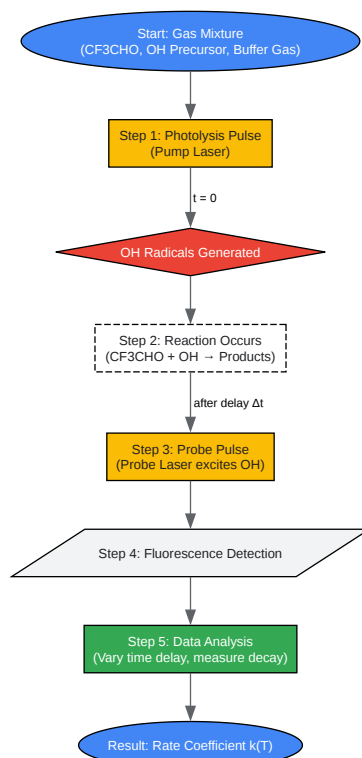 Start: Gas Mixture
(CF3CHO, OH Precursor, Buffer Gas)
Step 1: Photolysis Pulse
(Pump Laser)
t = 0
OH Radicals Generated
Step 2: Reaction Occurs
(CF3CHO + OH → Products)
after delay Δt
Step 3: Probe Pulse
(Probe Laser excites OH)
Step 4: Fluorescence Detection
Step 5: Data Analysis
(Vary time delay, measure decay)
Result: Rate Coefficient k(T)